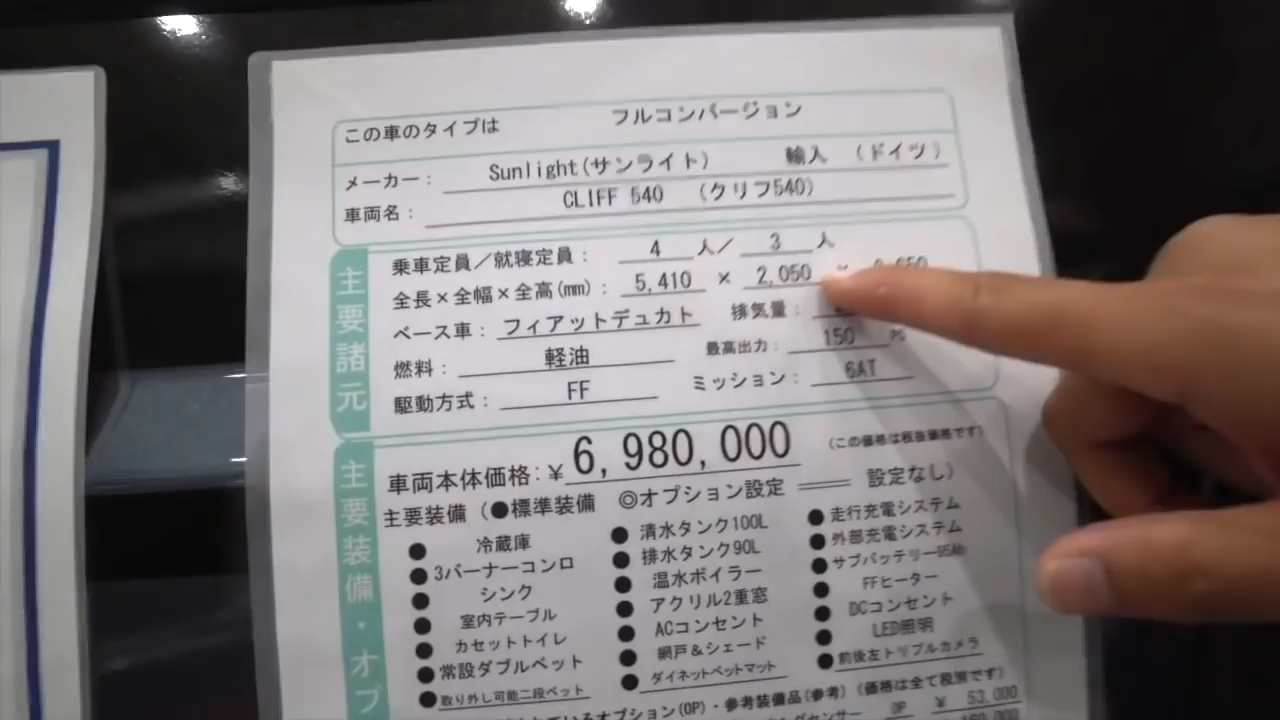 この車のタイプは フルコンバージョン
メーカー： Sunlight(サンライト) 輸入 (ドイツ)
車両名： CLIFF 540 (クリフ540)
主要諸元
乗車定員／就寝定員： 4 人／ 3 人
全長×全幅×全高(mm)： 5,410 × 2,050 ×
ベース車：フィアットデュカト 排気量：
燃料： 軽油 最高出力： 150 PS
駆動方式： FF ミッション： 6AT
車両本体価格：¥6,980,000 (この価格は税抜価格です)
主要装備・オプ
主要装備（●標準装備 ◎オプション設定 ── 設定なし）
● 冷蔵庫 ● 清水タンク100L ● 走行充電システム
● 3バーナーコンロ ● 排水タンク90L ● 外部充電システム
● シンク ● 温水ボイラー ● サブバッテリー95Ah
● 室内テーブル ● アクリル2重窓 ● FFヒーター
● カセットトイレ ● ACコンセント ● DCコンセント
● 常設ダブルベット ● 網戸＆シェード ● LED照明
● 取り外し可能二段ベット ● ダイネットベットマット ● 前後左トリプルカメラ
れているオプション(OP)・参考装備品(参考)（価格は全て税別です）
グセンサー OP ¥ 53,000